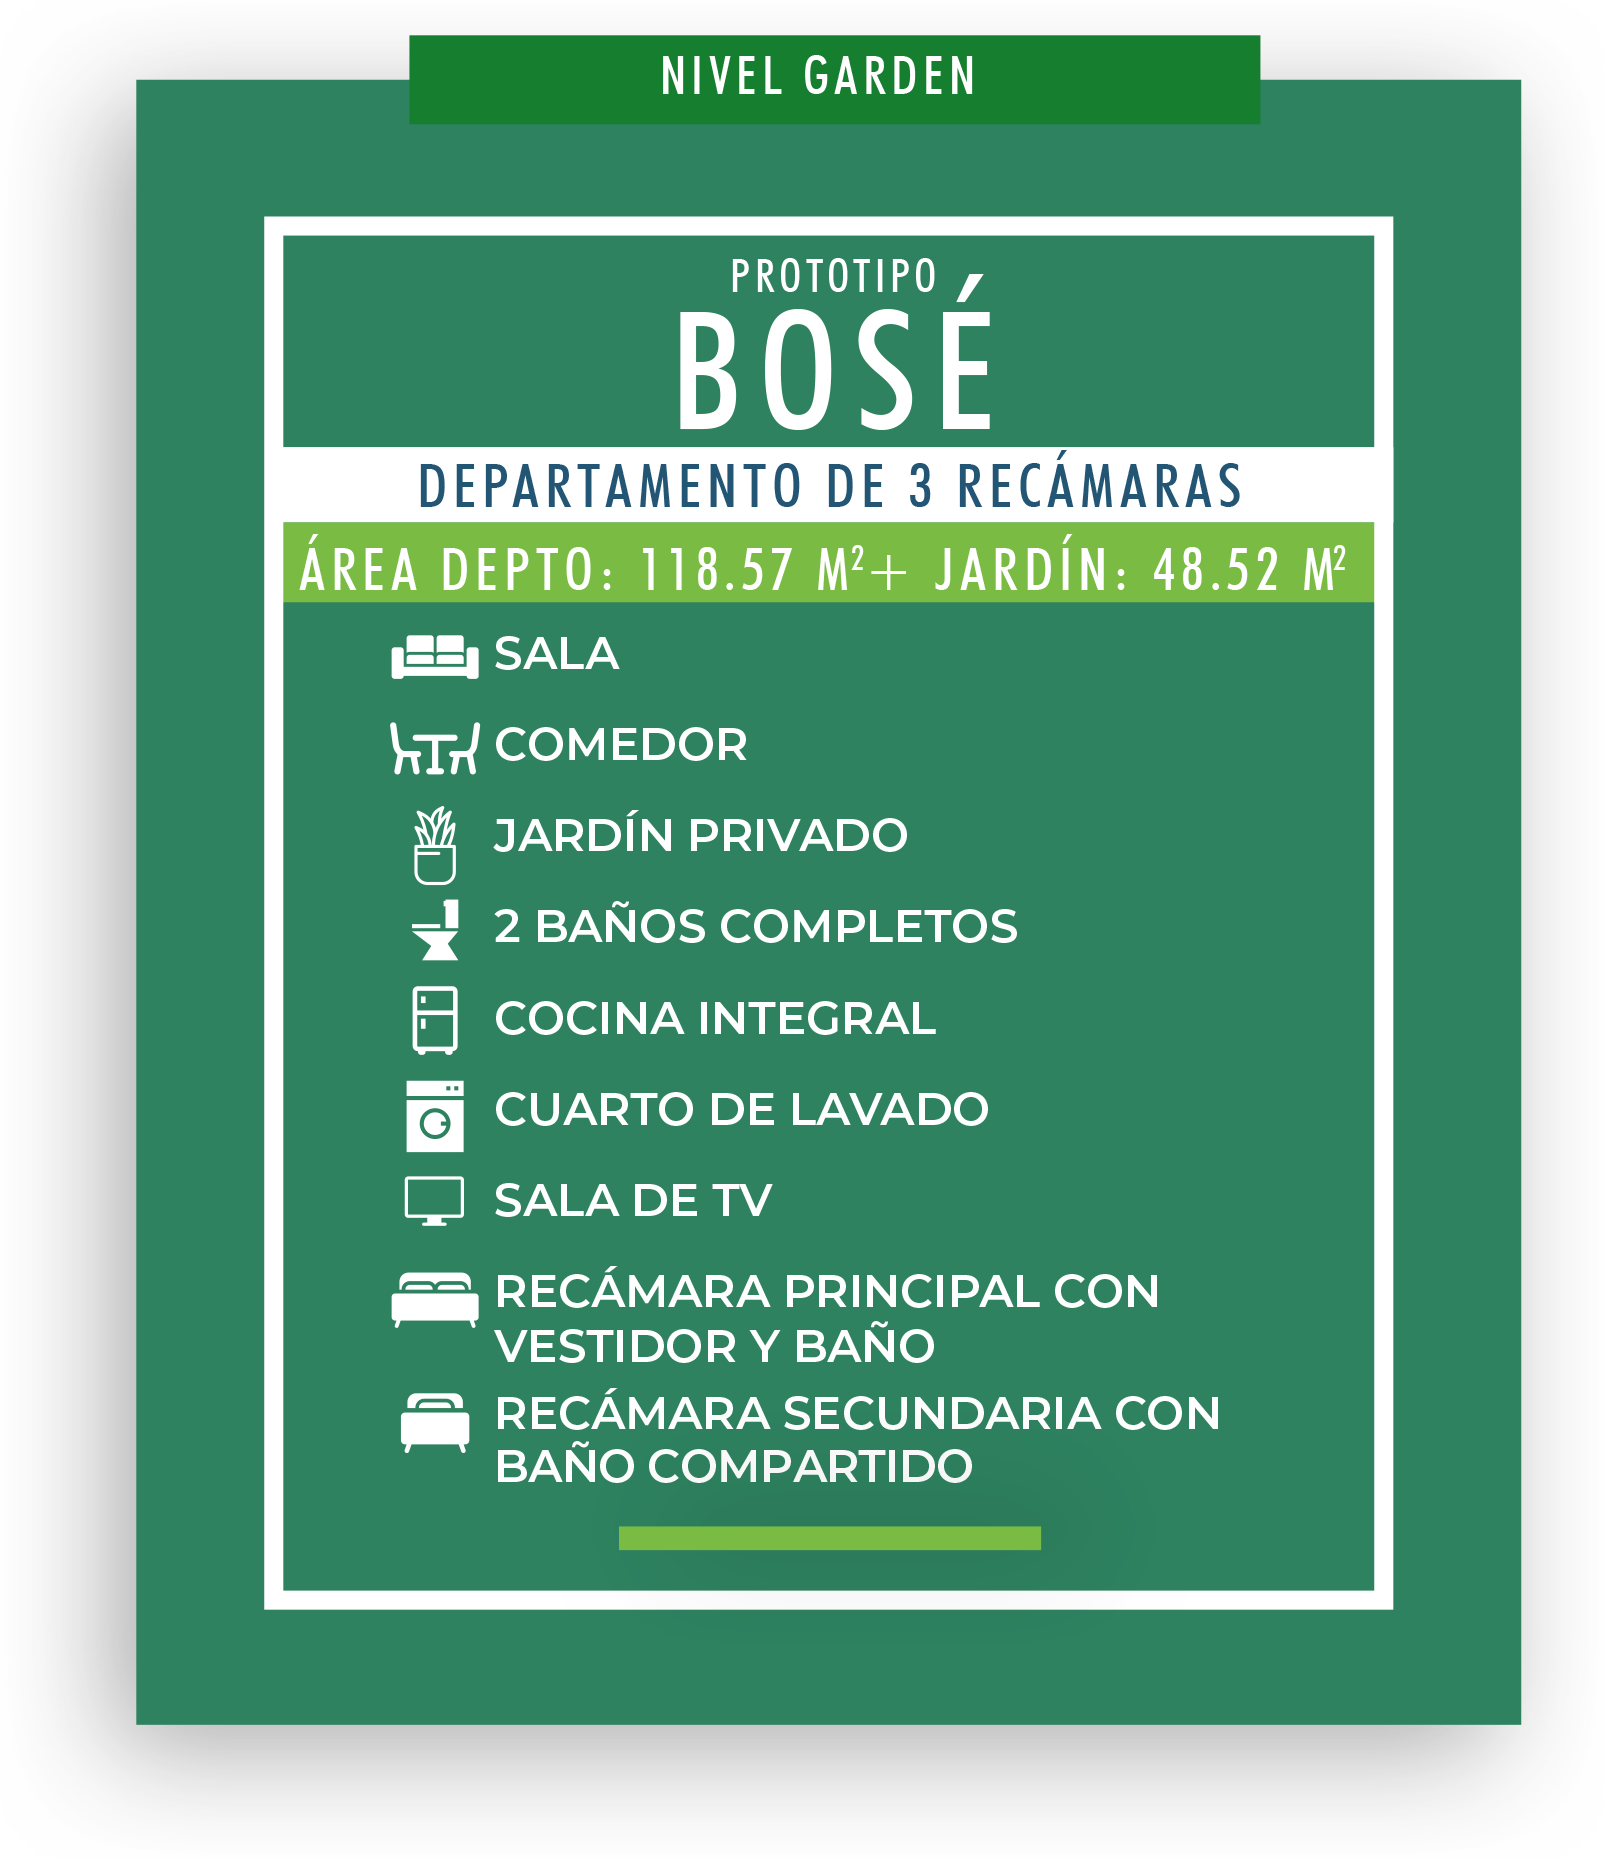 NIVEL GARDEN
PROTOTIPO
BOSÉ
DEPARTAMENTO DE 3 RECÁMARAS
ÁREA DEPTO: 118.57 M²+ JARDÍN: 48.52 M²
SALA
COMEDOR
JARDÍN PRIVADO
2 BAÑOS COMPLETOS
COCINA INTEGRAL
CUARTO DE LAVADO
SALA DE TV
RECÁMARA PRINCIPAL CON
VESTIDOR Y BAÑO
RECÁMARA SECUNDARIA CON
BAÑO COMPARTIDO